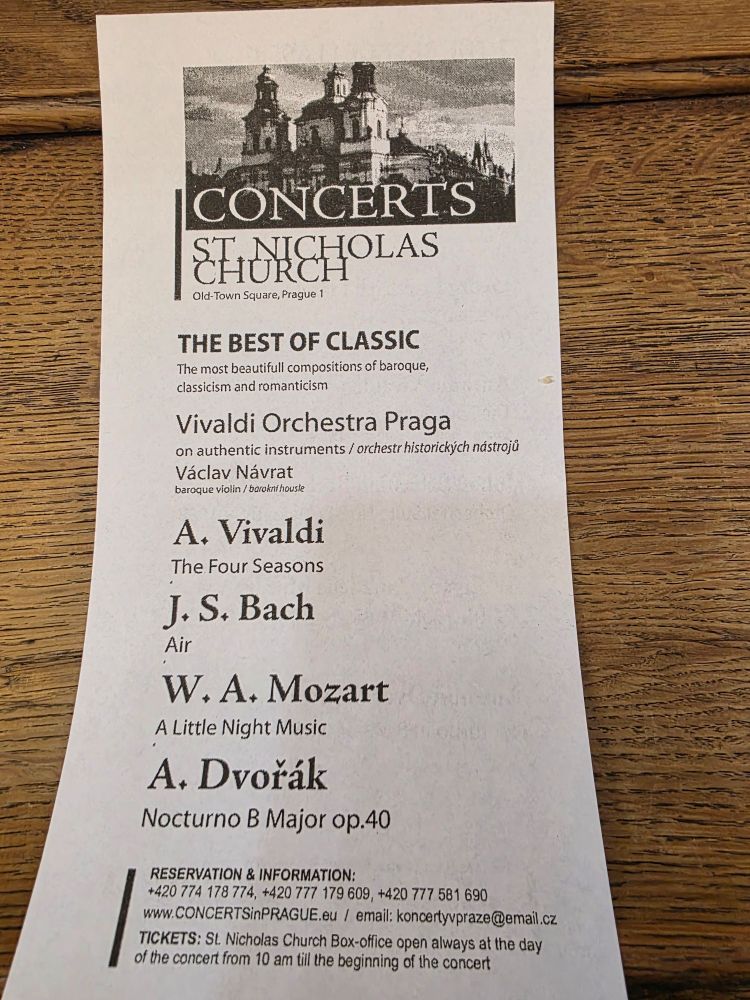 CONCERTS
ST. NICHOLAS
CHURCH
Old-Town Square, Prague 1
THE BEST OF CLASSIC
The most beautifull compositions of baroque,
classicism and romanticism
Vivaldi Orchestra Praga
on authentic instruments / orchestr historických nástrojů
Václav Návrat
baroque violin / barokní housle
A. Vivaldi
The Four Seasons
J. S. Bach
Air
W. A. Mozart
A Little Night Music
A. Dvořák
Nocturno B Major op.40
RESERVATION & INFORMATION:
+420 774 178 774, +420 777 179 609, +420 777 581 690
www.CONCERTSinPRAGUE.eu / email: koncertyvpraze@email.cz
TICKETS: St. Nicholas Church Box-office open always at the day
of the concert from 10 am till the beginning of the concert